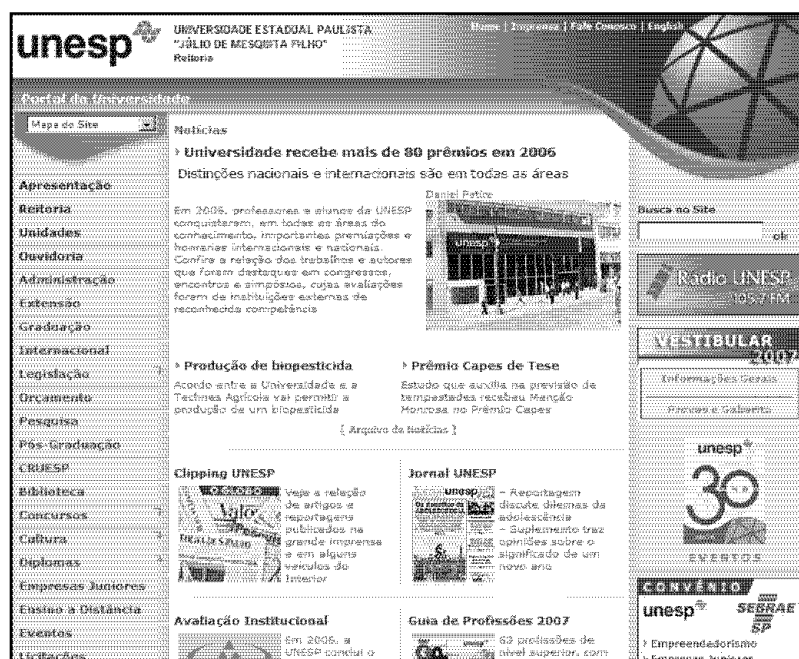 unesp
UNIVERSIDADE ESTADUAL PAULISTA
"JÚLIO DE MESQUITA FILHO"
Reitoria
Home | Imprensa | Fale Conosco | English
Portal da Universidade
Mapa do Site
Apresentação
Reitoria
Unidades
Ouvidoria
Administração
Extensão
Graduação
Internacional
Legislação
Orçamento
Pesquisa
Pós-Graduação
CRUESP
Biblioteca
Concursos
Cultura
Diplomas
Empresas Juniores
Ensino a Distância
Eventos
Licitações
Notícias
› Universidade recebe mais de 80 prêmios em 2006
Distinções nacionais e internacionais são em todas as áreas
Daniel Patire
Em 2006, professores e alunos da UNESP
conquistaram, em todas as áreas do
conhecimento, importantes premiações e
honrarias internacionais e nacionais.
Confira a relação dos trabalhos e autores
que foram destaques em congressos,
encontros e simpósios, cujas avaliações
foram de instituições externas de
reconhecida competência
unesp
› Produção de biopesticida
Acordo entre a Universidade e a
Technes Agrícola vai permitir a
produção de um biopesticida
› Prêmio Capes de Tese
Estudo que auxilia na previsão de
tempestades recebeu Menção
Honrosa no Prêmio Capes
[ Arquivo de Notícias ]
Clipping UNESP
O GLOBO
Valor
Veja a relação
de artigos e
reportagens
publicados na
grande imprensa
e em alguns
veículos do
Interior
Jornal UNESP
unesp
– Reportagem
discute dilemas da
adolescência
– Suplemento traz
opiniões sobre o
significado de um
novo ano
Avaliação Institucional
Em 2006, a
UNESP conclui o
Guia de Profissões 2007
62 profissões de
nível superior, com
Busca no Site
ok
Rádio UNESP
105.7 FM
VESTIBULAR
2007
Informações Gerais
Provas e Gabarito
unesp
30
EVENTOS
CONVÊNIO
unesp
SEBRAE
SP
› Empreendedorismo
› Empresas Juniores